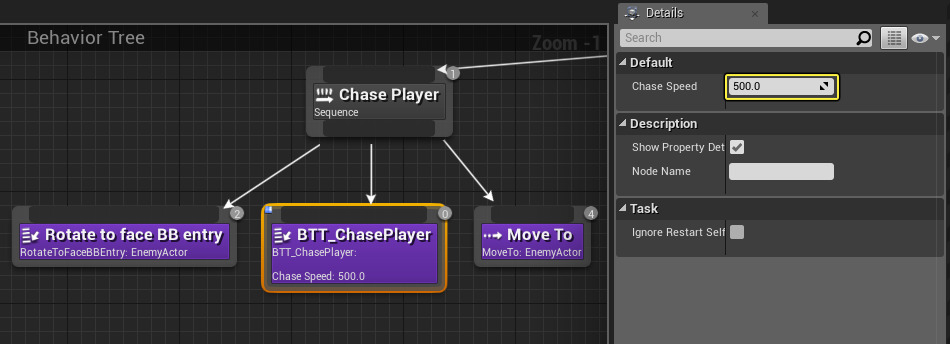 Behavior Tree
Zoom -1
1
Chase Player
Sequence
2
Rotate to face BB entry
RotateToFaceBBEntry: EnemyActor
0
BTT_ChasePlayer
BTT_ChasePlayer:
Chase Speed: 500.0
4
Move To
MoveTo: EnemyActor
Details
Search
Default
Chase Speed
500.0
Description
Show Property Det
Node Name
Task
Ignore Restart Self